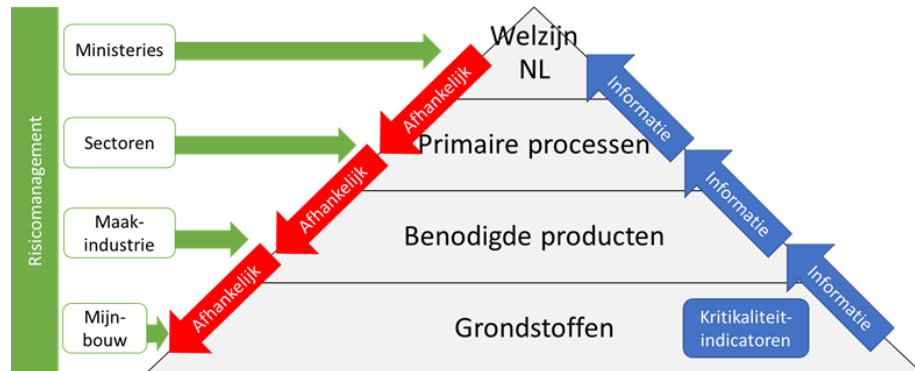 Risicomanagement
Ministeries
Sectoren
Maak-
industrie
Mijn-
bouw
Afhankelijk
Afhankelijk
Afhankelijk
Welzijn
NL
Primaire processen
Benodigde producten
Grondstoffen
Informatie
Informatie
Informatie
Kritikaliteit-
indicatoren